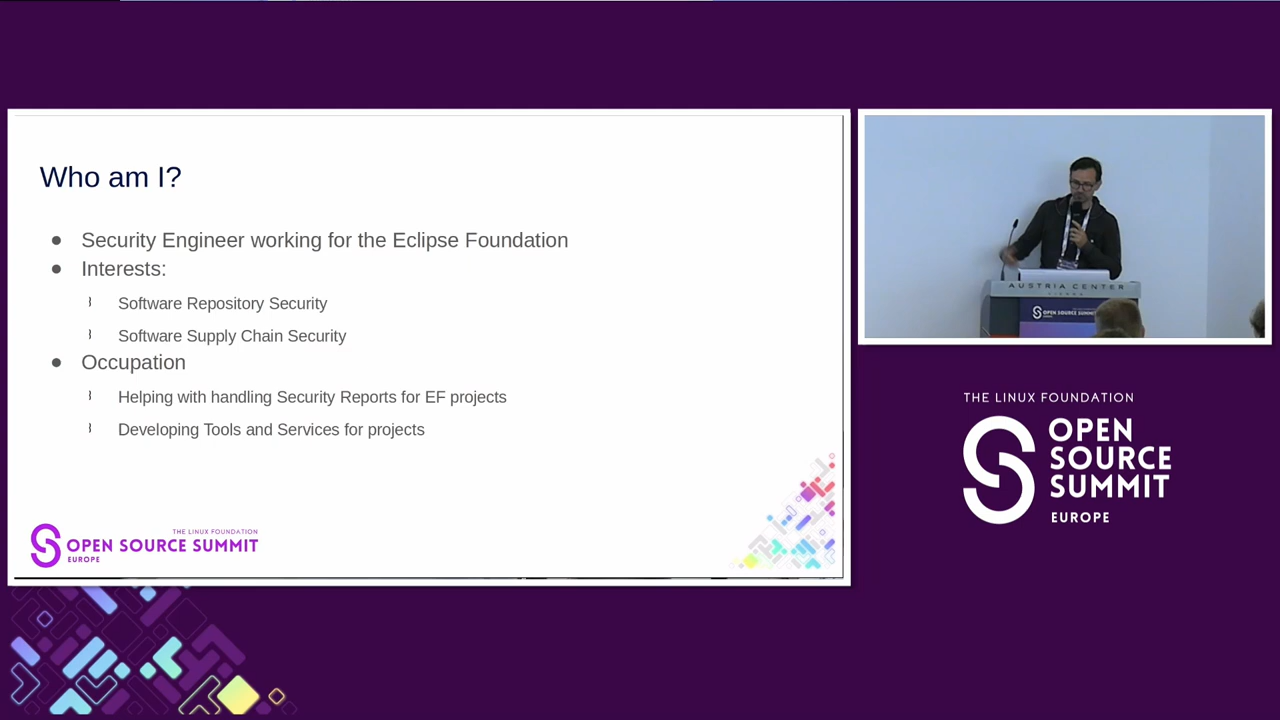 Who am I?
Security Engineer working for the Eclipse Foundation
Interests:
Software Repository Security
Software Supply Chain Security
Occupation
Helping with handling Security Reports for EF projects
Developing Tools and Services for projects
THE LINUX FOUNDATION
OPEN SOURCE SUMMIT
EUROPE
AUSTRIA CENTER
OPEN SOURCE SUMMIT
THE LINUX FOUNDATION
OPEN
SOURCE
SUMMIT
EUROPE